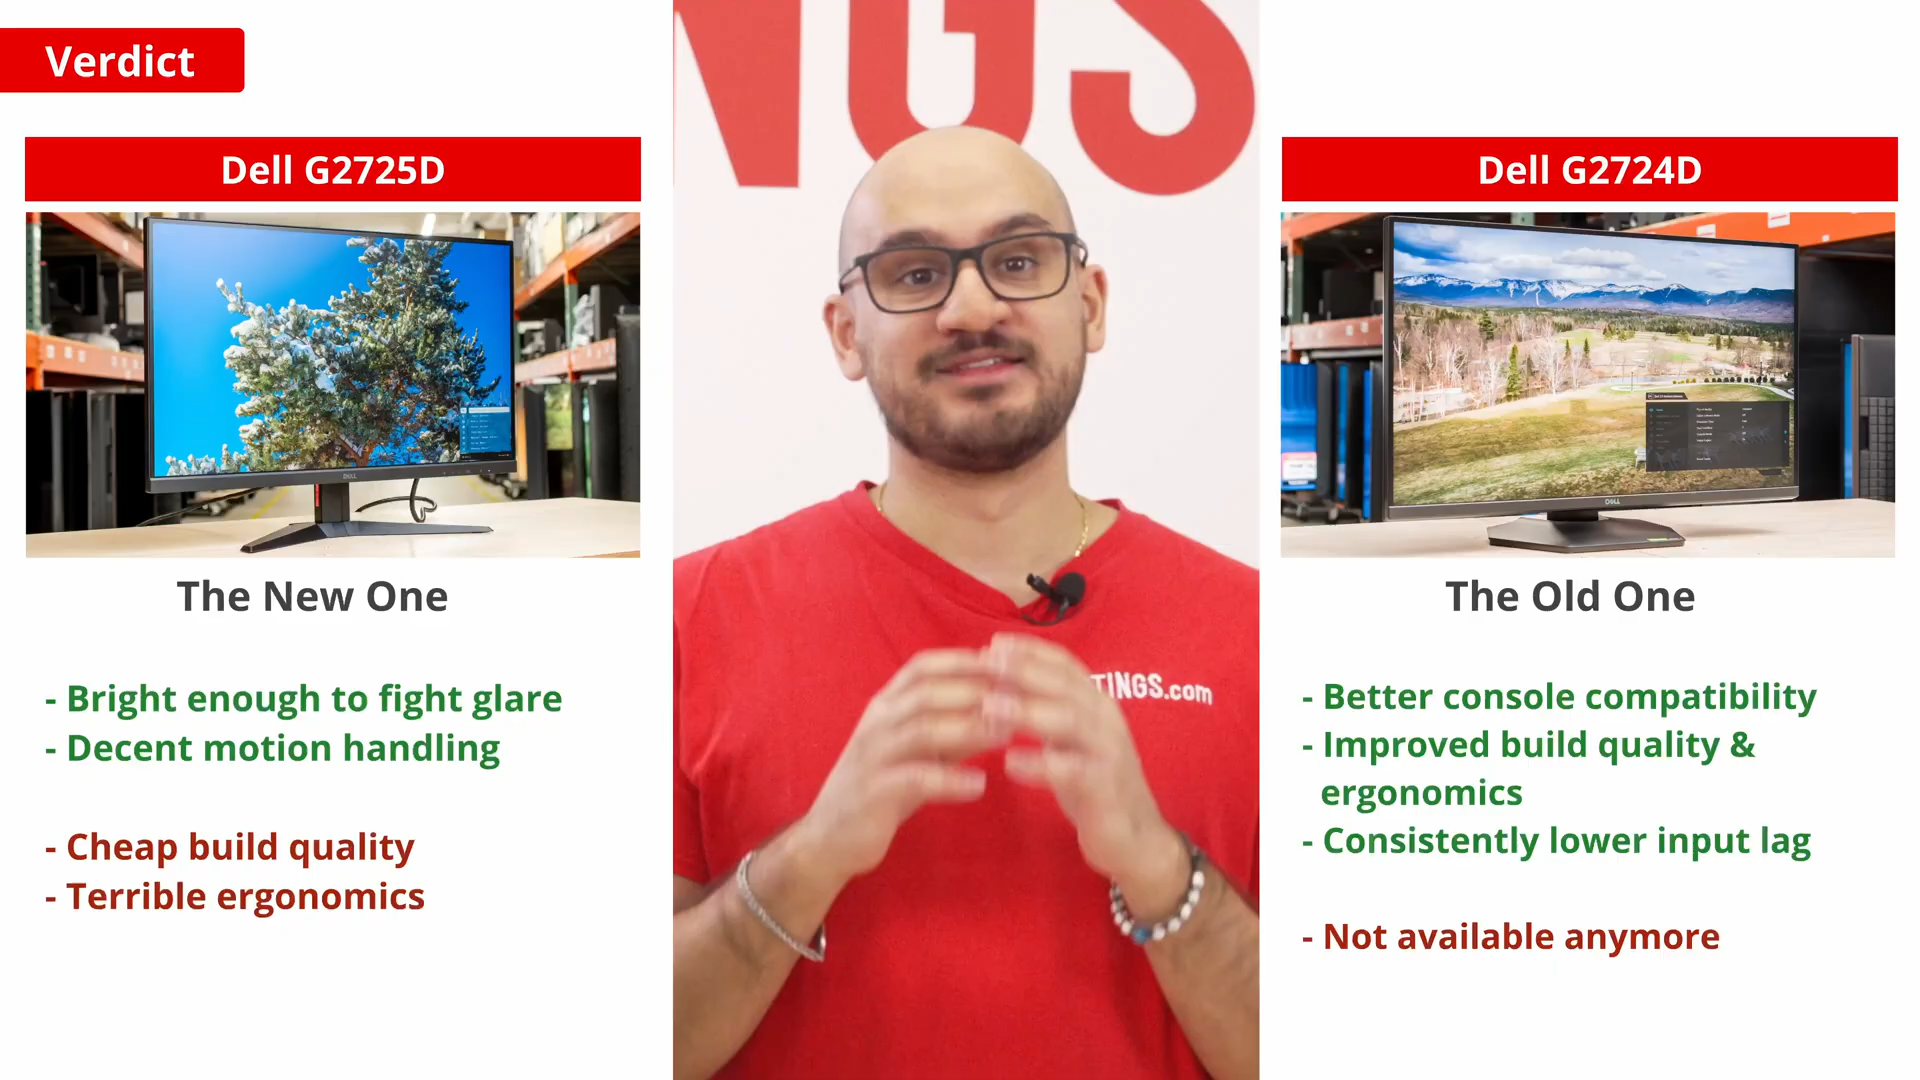 Verdict
Dell G2725D
The New One
- Bright enough to fight glare
- Decent motion handling
- Cheap build quality
- Terrible ergonomics
NGS
TINGS.com
Dell G2724D
DELL
The Old One
- Better console compatibility
- Improved build quality &
ergonomics
- Consistently lower input lag
- Not available anymore